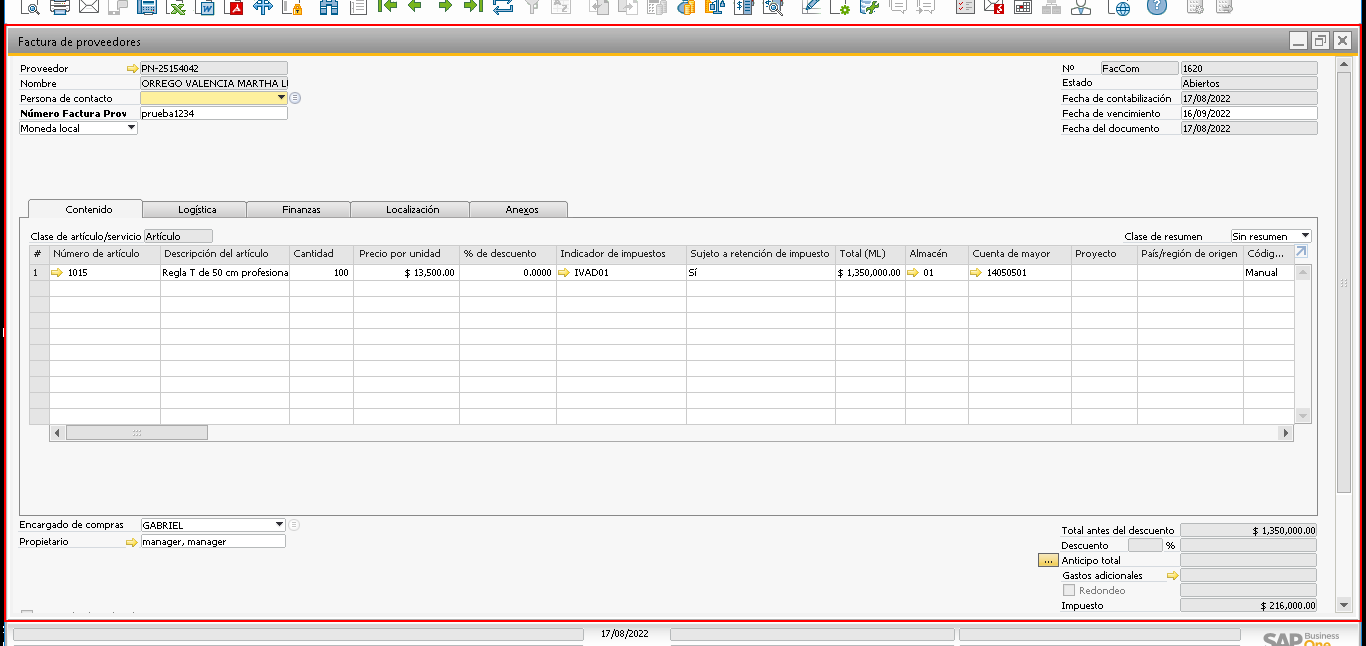 Factura de proveedores
Proveedor PN-25154042
Nombre ORREGO VALENCIA MARTHA L
Persona de contacto
Número Factura Prov prueba1234
Moneda local
Nº FacCom 1620
Estado Abiertos
Fecha de contabilización 17/08/2022
Fecha de vencimiento 16/09/2022
Fecha del documento 17/08/2022
Contenido Logística Finanzas Localización Anexos
Clase de artículo/servicio Artículo
Clase de resumen Sin resumen
# Número de artículo Descripción del artículo Cantidad Precio por unidad % de descuento Indicador de impuestos Sujeto a retención de impuesto Total (ML) Almacén Cuenta de mayor Proyecto País/región de origen Códig...
1 1015 Regla T de 50 cm profesiona 100 $ 13,500.00 0.0000 IVAD01 Sí $ 1,350,000.00 01 14050501 Manual
Encargado de compras GABRIEL
Propietario manager, manager
Total antes del descuento $ 1,350,000.00
Descuento %
... Anticipo total
Gastos adicionales
Redondeo
Impuesto $ 216,000.00
17/08/2022
SAP Business One